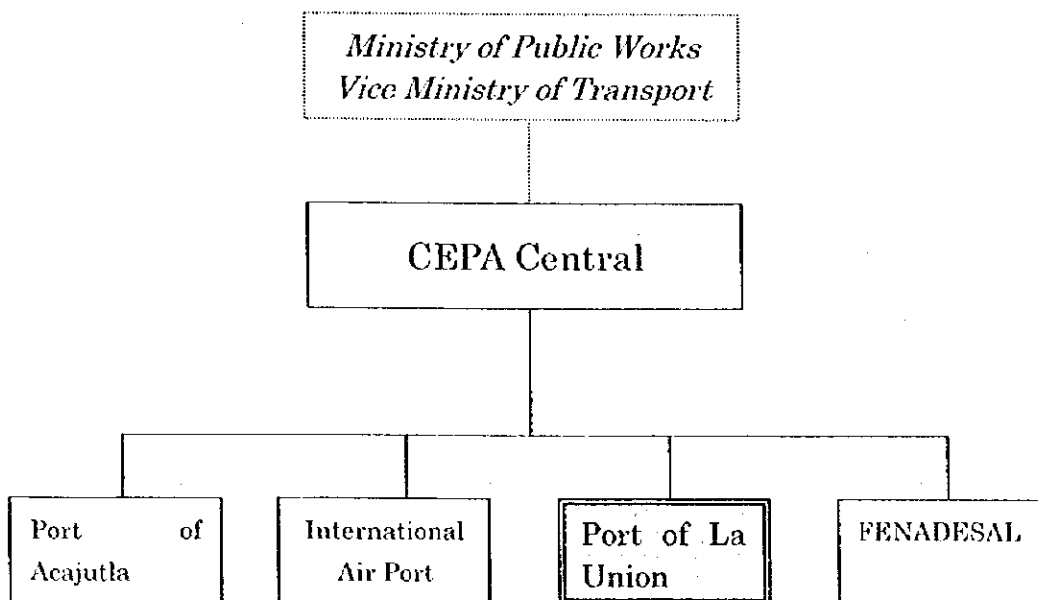 Ministry of Public Works
Vice Ministry of Transport
CEPA Central
Port of
Acajutla
International
Air Port
Port of La
Union
FENADESAL